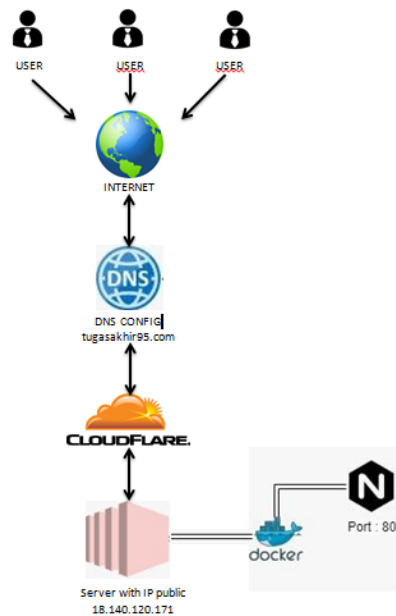 USER
USER
USER
INTERNET
DNS
DNS CONFIG
tugasakhir95.com
CLOUDFLARE.
docker
N
Port : 80
Server with IP public
18.140.120.171